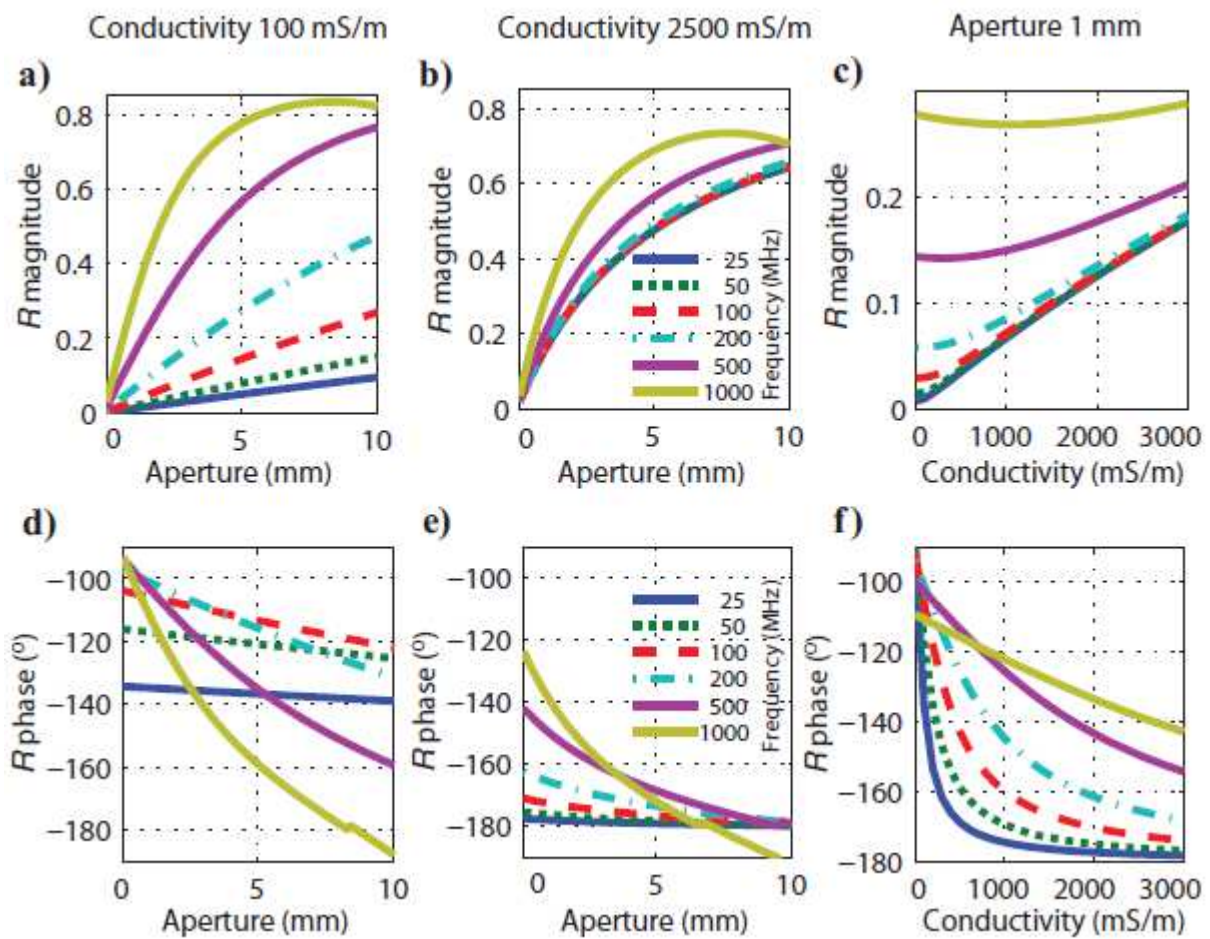 Conductivity 100 mS/m
Conductivity 2500 mS/m
Aperture 1 mm
a)
R magnitude
0.8
0.6
0.4
0.2
0
0 5 10
Aperture (mm)
b)
R magnitude
0.8
0.6
0.4
0.2
0
25
50
100
200
500
1000
Frequency (MHz)
0 5 10
Aperture (mm)
c)
R magnitude
0.2
0.1
0
0 1000 2000 3000
Conductivity (mS/m)
d)
R phase (°)
−100
−120
−140
−160
−180
0 5 10
Aperture (mm)
e)
R phase (°)
−100
−120
−140
−160
−180
25
50
100
200
500
1000
Frequency (MHz)
0 5 10
Aperture (mm)
f)
R phase (°)
−100
−120
−140
−160
−180
0 1000 2000 3000
Conductivity (mS/m)